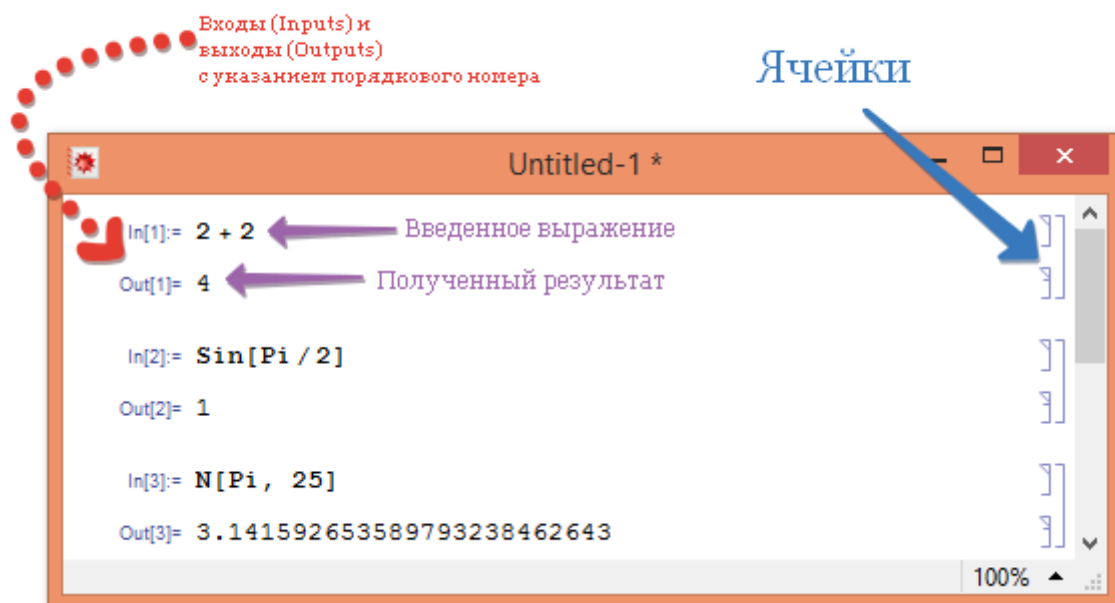 Входы (Inputs) и
выходы (Outputs)
с указанием порядкового номера
Ячейки
Untitled-1 *
In[1]:= 2 + 2
Введенное выражение
Out[1]= 4
Полученный результат
In[2]:= Sin[Pi / 2]
Out[2]= 1
In[3]:= N[Pi, 25]
Out[3]= 3.141592653589793238462643
100%